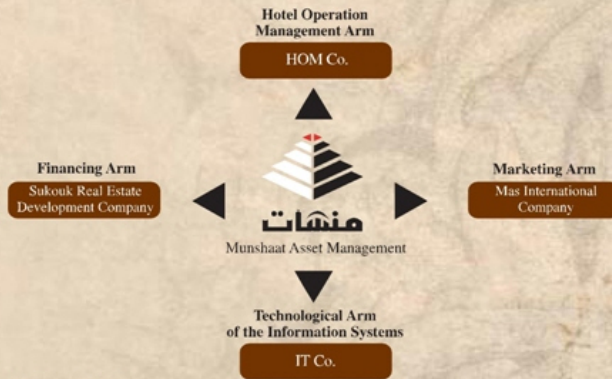 Hotel Operation
Management Arm
HOM Co.
Financing Arm
Sukouk Real Estate
Development Company
Marketing Arm
Mas International
Company
منشآت
Munshaat Asset Management
Technological Arm
of the Information Systems
IT Co.